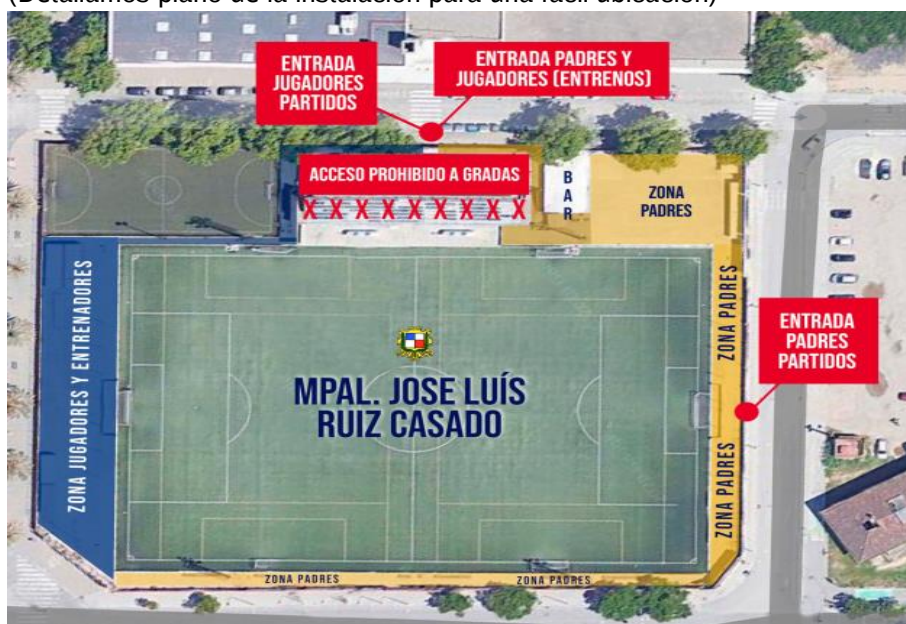 (Detallamos plano de la instalación para una fácil ubicación)
ENTRADA
JUGADORES
PARTIDOS
ENTRADA PADRES Y
JUGADORES (ENTRENOS)
ACCESO PROHIBIDO A GRADAS
X X X X X X X X X
BAR
ZONA
PADRES
ZONA JUGADORES Y ENTRENADORES
ZONA PADRES
ENTRADA
PADRES
PARTIDOS
MPAL. JOSE LUÍS
RUIZ CASADO
ZONA PADRES
ZONA PADRES
ZONA PADRES